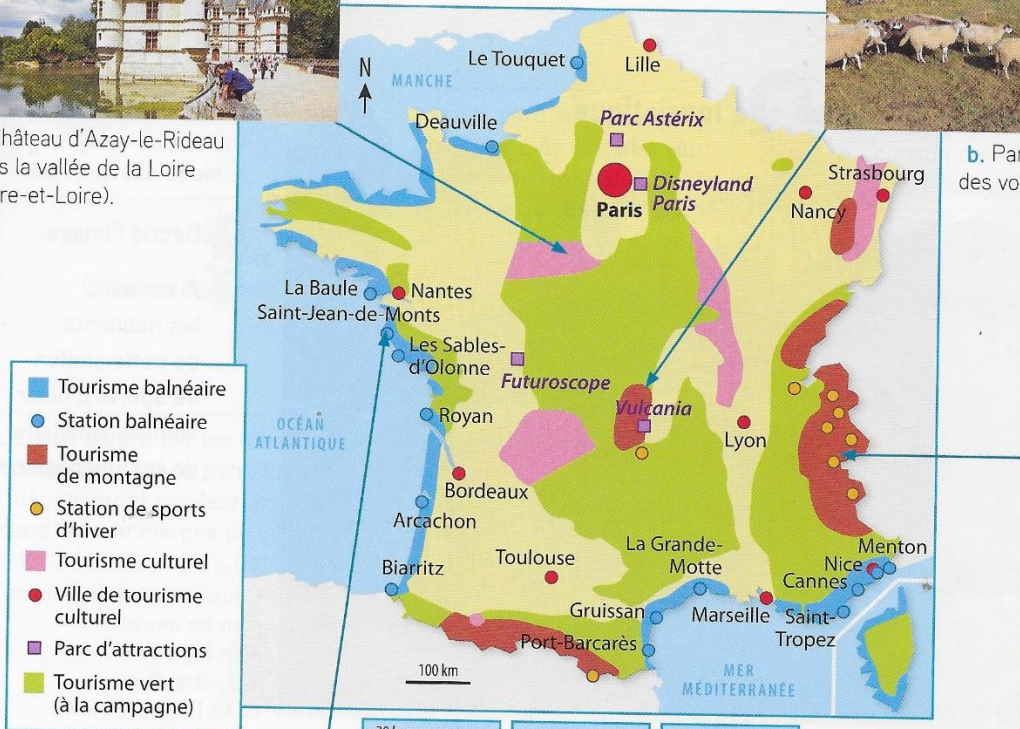 hâteau d'Azay-le-Rideau
s la vallée de la Loire
re-et-Loire).
b. Par
des vo
N
MANCHE
Le Touquet
Lille
Deauville
Parc Astérix
Disneyland
Paris
Paris
Strasbourg
Nancy
La Baule
Nantes
Saint-Jean-de-Monts
Les Sables-
d'Olonne
Futuroscope
Vulcania
Royan
OCÉAN
ATLANTIQUE
Lyon
Bordeaux
Arcachon
Biarritz
Toulouse
La Grande-
Motte
Menton
Nice
Cannes
Gruissan
Marseille
Saint-
Tropez
Port-Barcarès
100 km
MER
MÉDITERRANÉE
Tourisme balnéaire
Station balnéaire
Tourisme
de montagne
Station de sports
d'hiver
Tourisme culturel
Ville de tourisme
culturel
Parc d'attractions
Tourisme vert
(à la campagne)